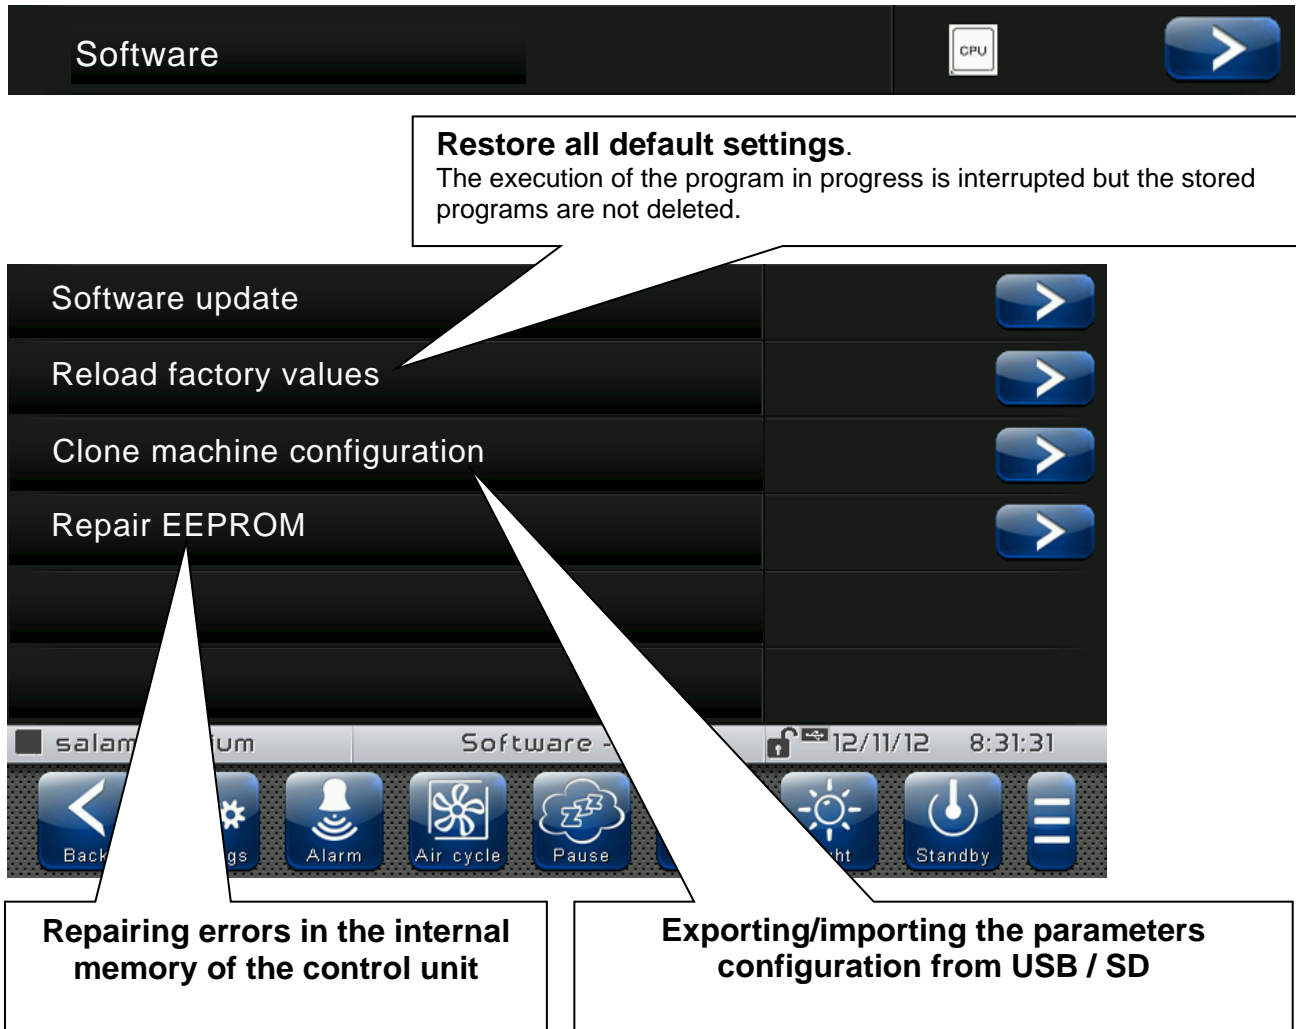 Software
CPU
Restore all default settings.
The execution of the program in progress is interrupted but the stored
programs are not deleted.
Software update
Reload factory values
Clone machine configuration
Repair EEPROM
Software -
12/11/12 8:31:31
Back
Alarm
Air cycle
Pause
Standby
Repairing errors in the internal
memory of the control unit
Exporting/importing the parameters
configuration from USB / SD